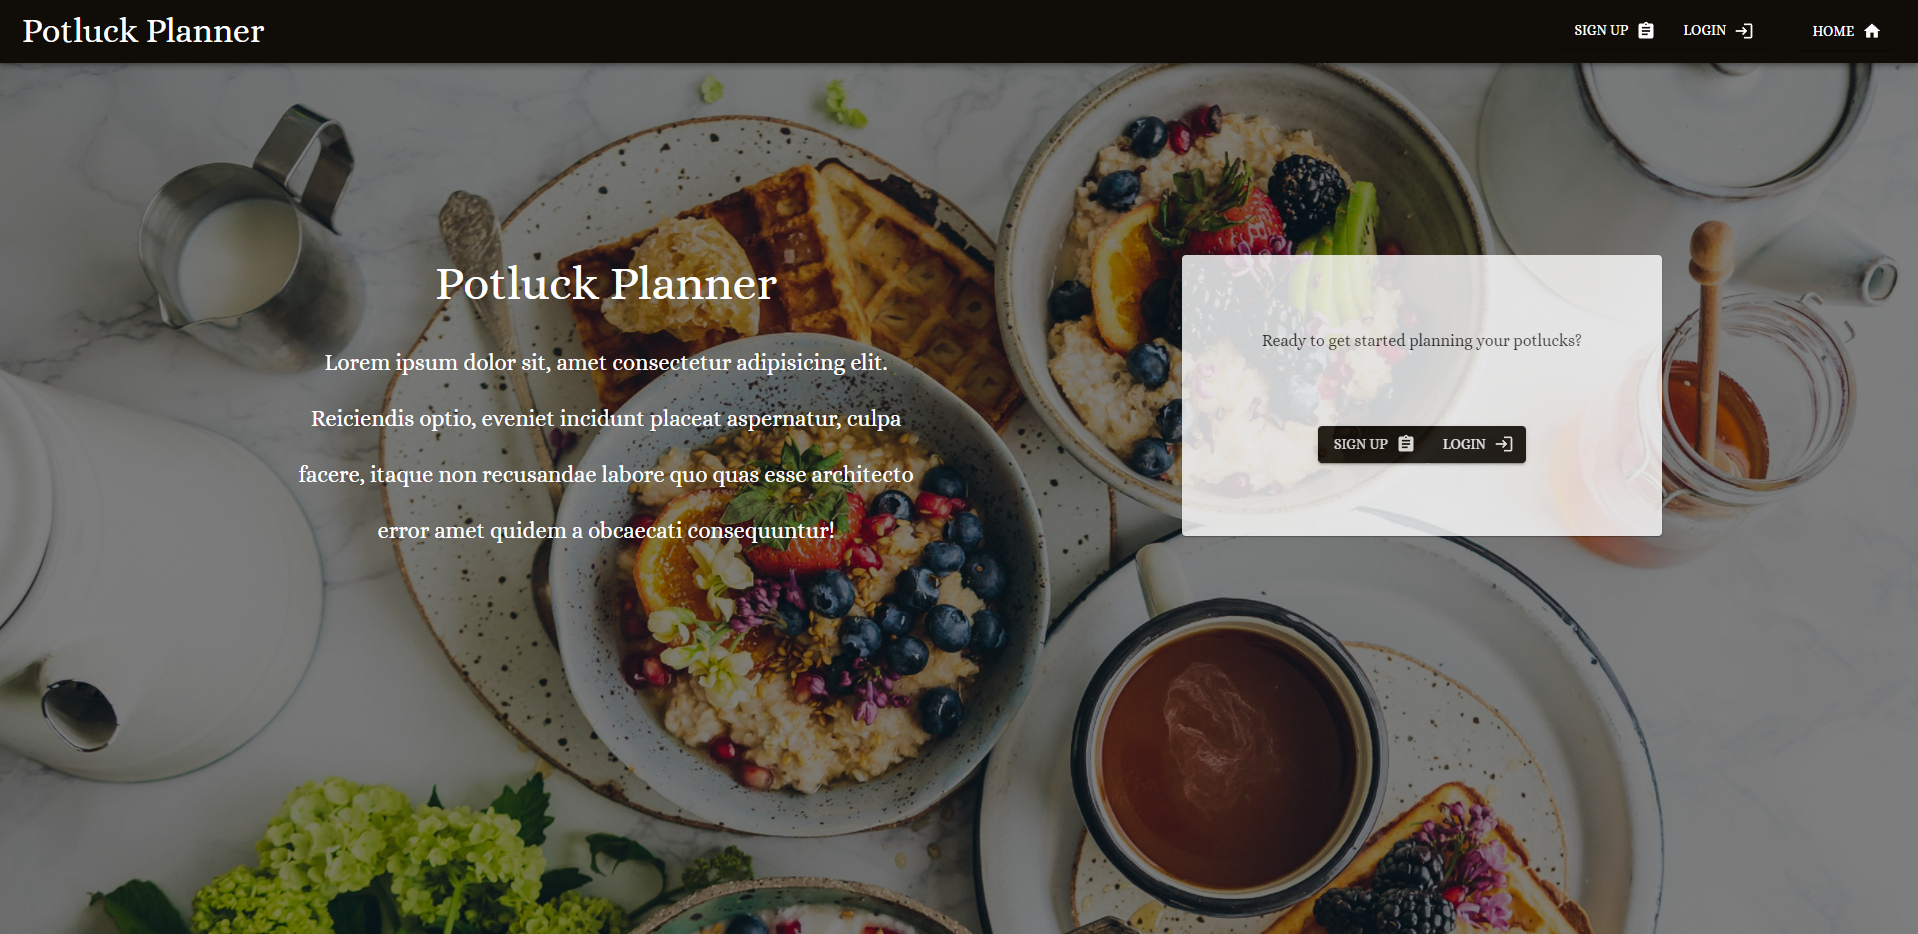 Potluck Planner
SIGN UP
LOGIN
HOME
Potluck Planner
Lorem ipsum dolor sit, amet consectetur adipisicing elit.
Reiciendis optio, eveniet incidunt placeat aspernatur, culpa
facere, itaque non recusandae labore quo quas esse architecto
error amet quidem a obcaecati consequuntur!
Ready to get started planning your potlucks?
SIGN UP
LOGIN